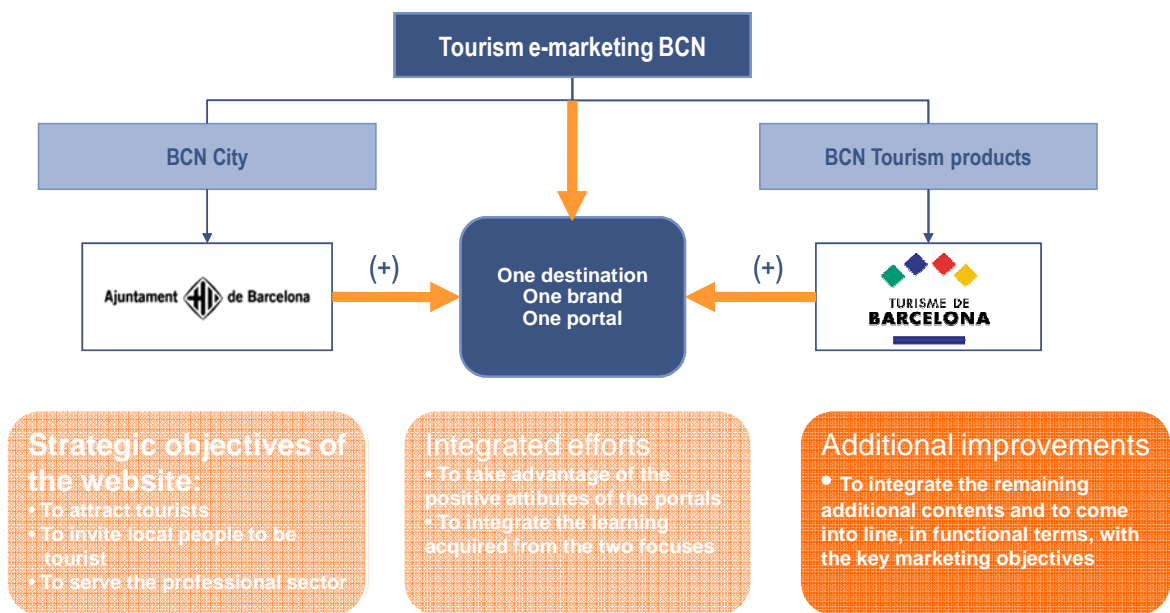 Tourism e-marketing BCN
BCN City
BCN Tourism products
Ajuntament de Barcelona
(+)
One destination
One brand
One portal
(+)
TURISME DE
BARCELONA
Strategic objectives of
the website:
• To attract tourists
• To invite local people to be
tourist
• To serve the professional sector
Integrated efforts
• To take advantage of the
positive attibutes of the portals
• To integrate the learning
acquired from the two focuses
Additional improvements
• To integrate the remaining
additional contents and to come
into line, in functional terms, with
the key marketing objectives